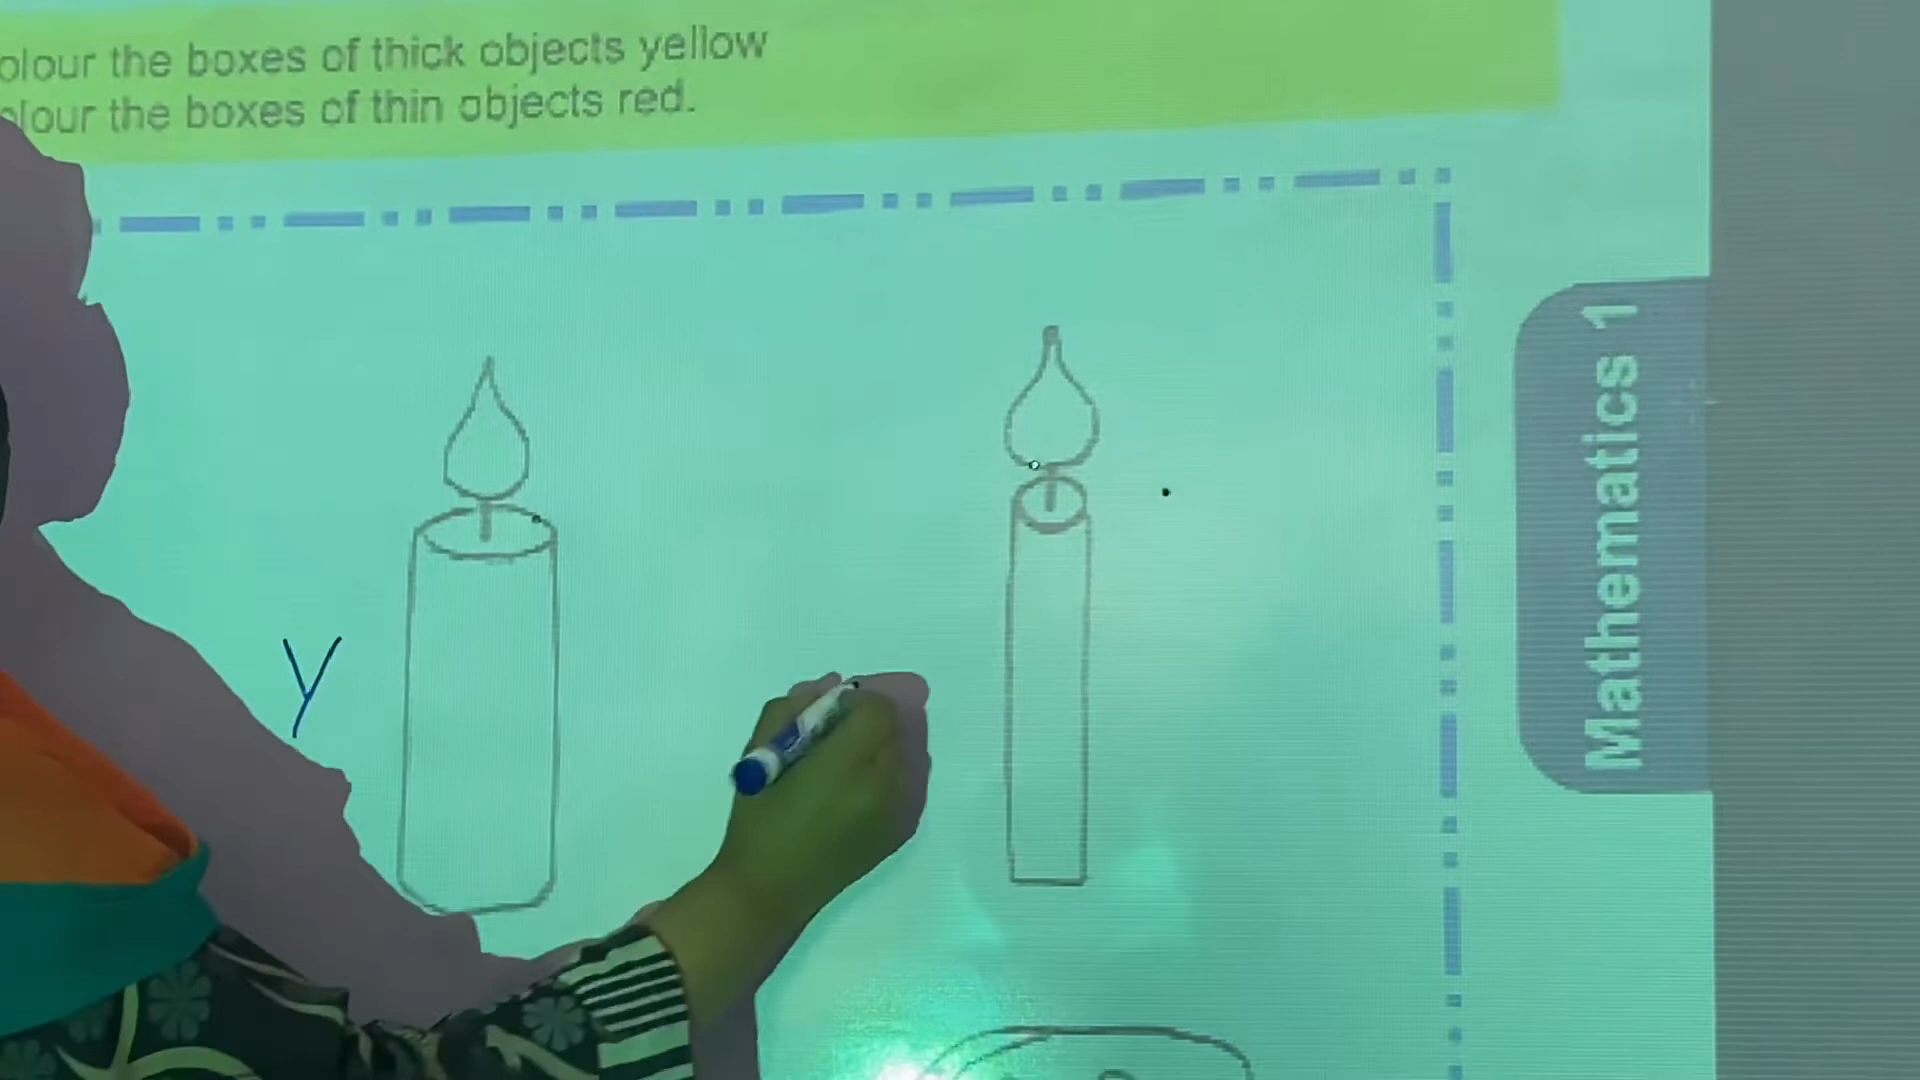 olour the boxes of thick objects yellow
olour the boxes of thin objects red.
Mathematics 1
Y